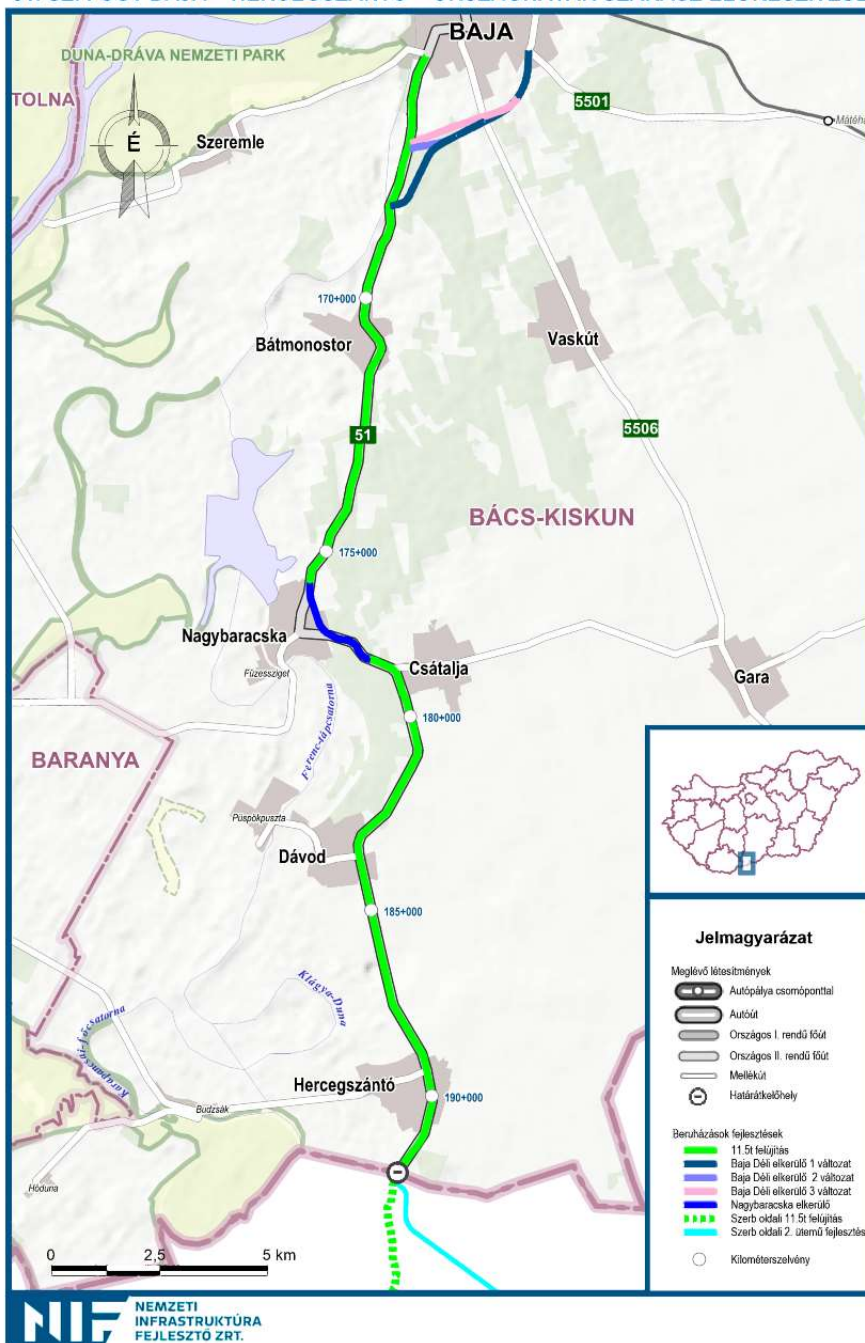 BAJA
DUNA-DRÁVA NEMZETI PARK
TOLNA
5501
É
Szeremle
170+000
Bátmonostor
Vaskút
51
5506
BÁCS-KISKUN
175+000
Nagybaracska
Füzessziget
Csátalja
Gara
180+000
Ferenc-tápcsatorna
BARANYA
Püspökpuszta
Dávod
185+000
Klágya-Duna
Karapancsai-főcsatorna
Hercegszántó
190+000
Budzsák
Hóduna
0 2,5 5 km
Jelmagyarázat
Meglévő létesítmények
Autópálya csomóponttal
Autóút
Országos I. rendű főút
Országos II. rendű főút
Mellékút
Határátkelőhely
Beruházások fejlesztések
11.5t felújítás
Baja Déli elkerülő 1 változat
Baja Déli elkerülő 2 változat
Baja Déli elkerülő 3 változat
Nagybaracska elkerülő
Szerb oldali 11.5t felújítás
Szerb oldali 2. ütemű fejlesztés
Kilométerszelvény
NIF NEMZETI
INFRASTRUKTÚRA
FEJLESZTŐ ZRT.